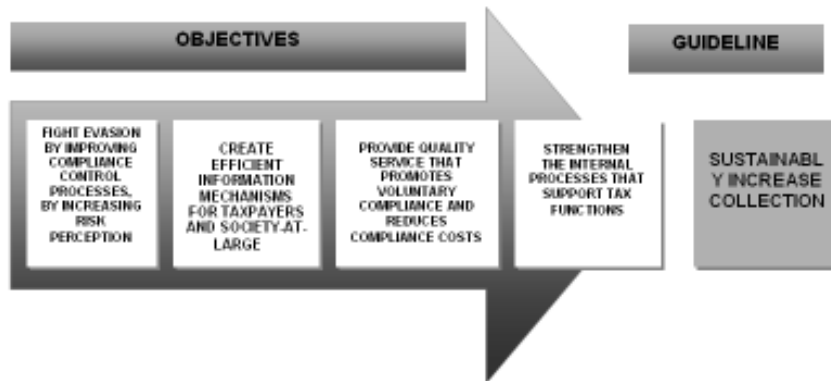 OBJECTIVES
GUIDELINE
FIGHT EVASION
BY IMPROVING
COMPLIANCE
CONTROL
PROCESSES,
BY INCREASING
RISK
PERCEPTION
CREATE
EFFICIENT
INFORMATION
MECHANISMS
FOR TAXPAYERS
AND SOCIETY-AT-
LARGE
PROVIDE QUALITY
SERVICE THAT
PROMOTES
VOLUNTARY
COMPLIANCE AND
REDUCES
COMPLIANCE COSTS
STRENGTHEN
THE INTERNAL
PROCESSES THAT
SUPPORT TAX
FUNCTIONS
SUSTAINABL
Y INCREASE
COLLECTION